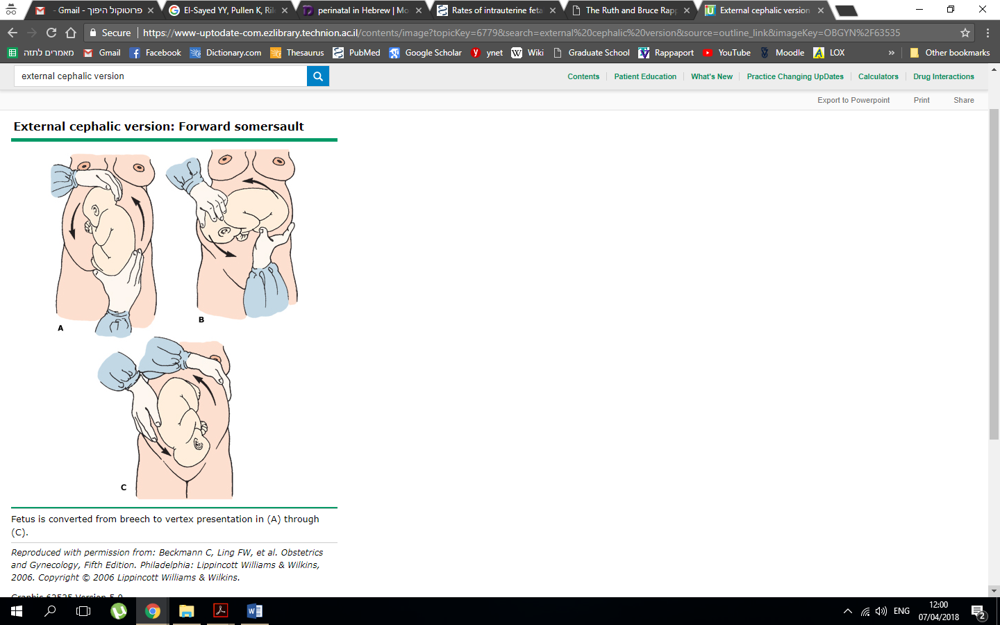 - Gmail - פרוטוקול היפוך
El-Sayed YY, Pullen K, Ril
perinatal in Hebrew | Mo
Rates of intrauterine feta
The Ruth and Bruce Rapp
External cephalic version
Secure
https://www-uptodate-com.ezlibrary.technion.ac.il/contents/image?topicKey=6779&search=external%20cephalic%20version&source=outline_link&imageKey=OBGYN%2F63535
מאמרים לתזה
Gmail
Facebook
Dictionary.com
Thesaurus
PubMed
Google Scholar
ynet
Wiki
Graduate School
Rappaport
YouTube
Moodle
LOX
»
Other bookmarks
external cephalic version
Contents
Patient Education
What's New
Practice Changing UpDates
Calculators
Drug Interactions
Export to Powerpoint
Print
Share
External cephalic version: Forward somersault
A
B
C
Fetus is converted from breech to vertex presentation in (A) through
(C).
Reproduced with permission from: Beckmann C, Ling FW, et al. Obstetrics
and Gynecology, Fifth Edition. Philadelphia: Lippincott Williams & Wilkins,
2006. Copyright © 2006 Lippincott Williams & Wilkins.
Graphic 63535 Version 5.0
ENG
12:00
07/04/2018
2